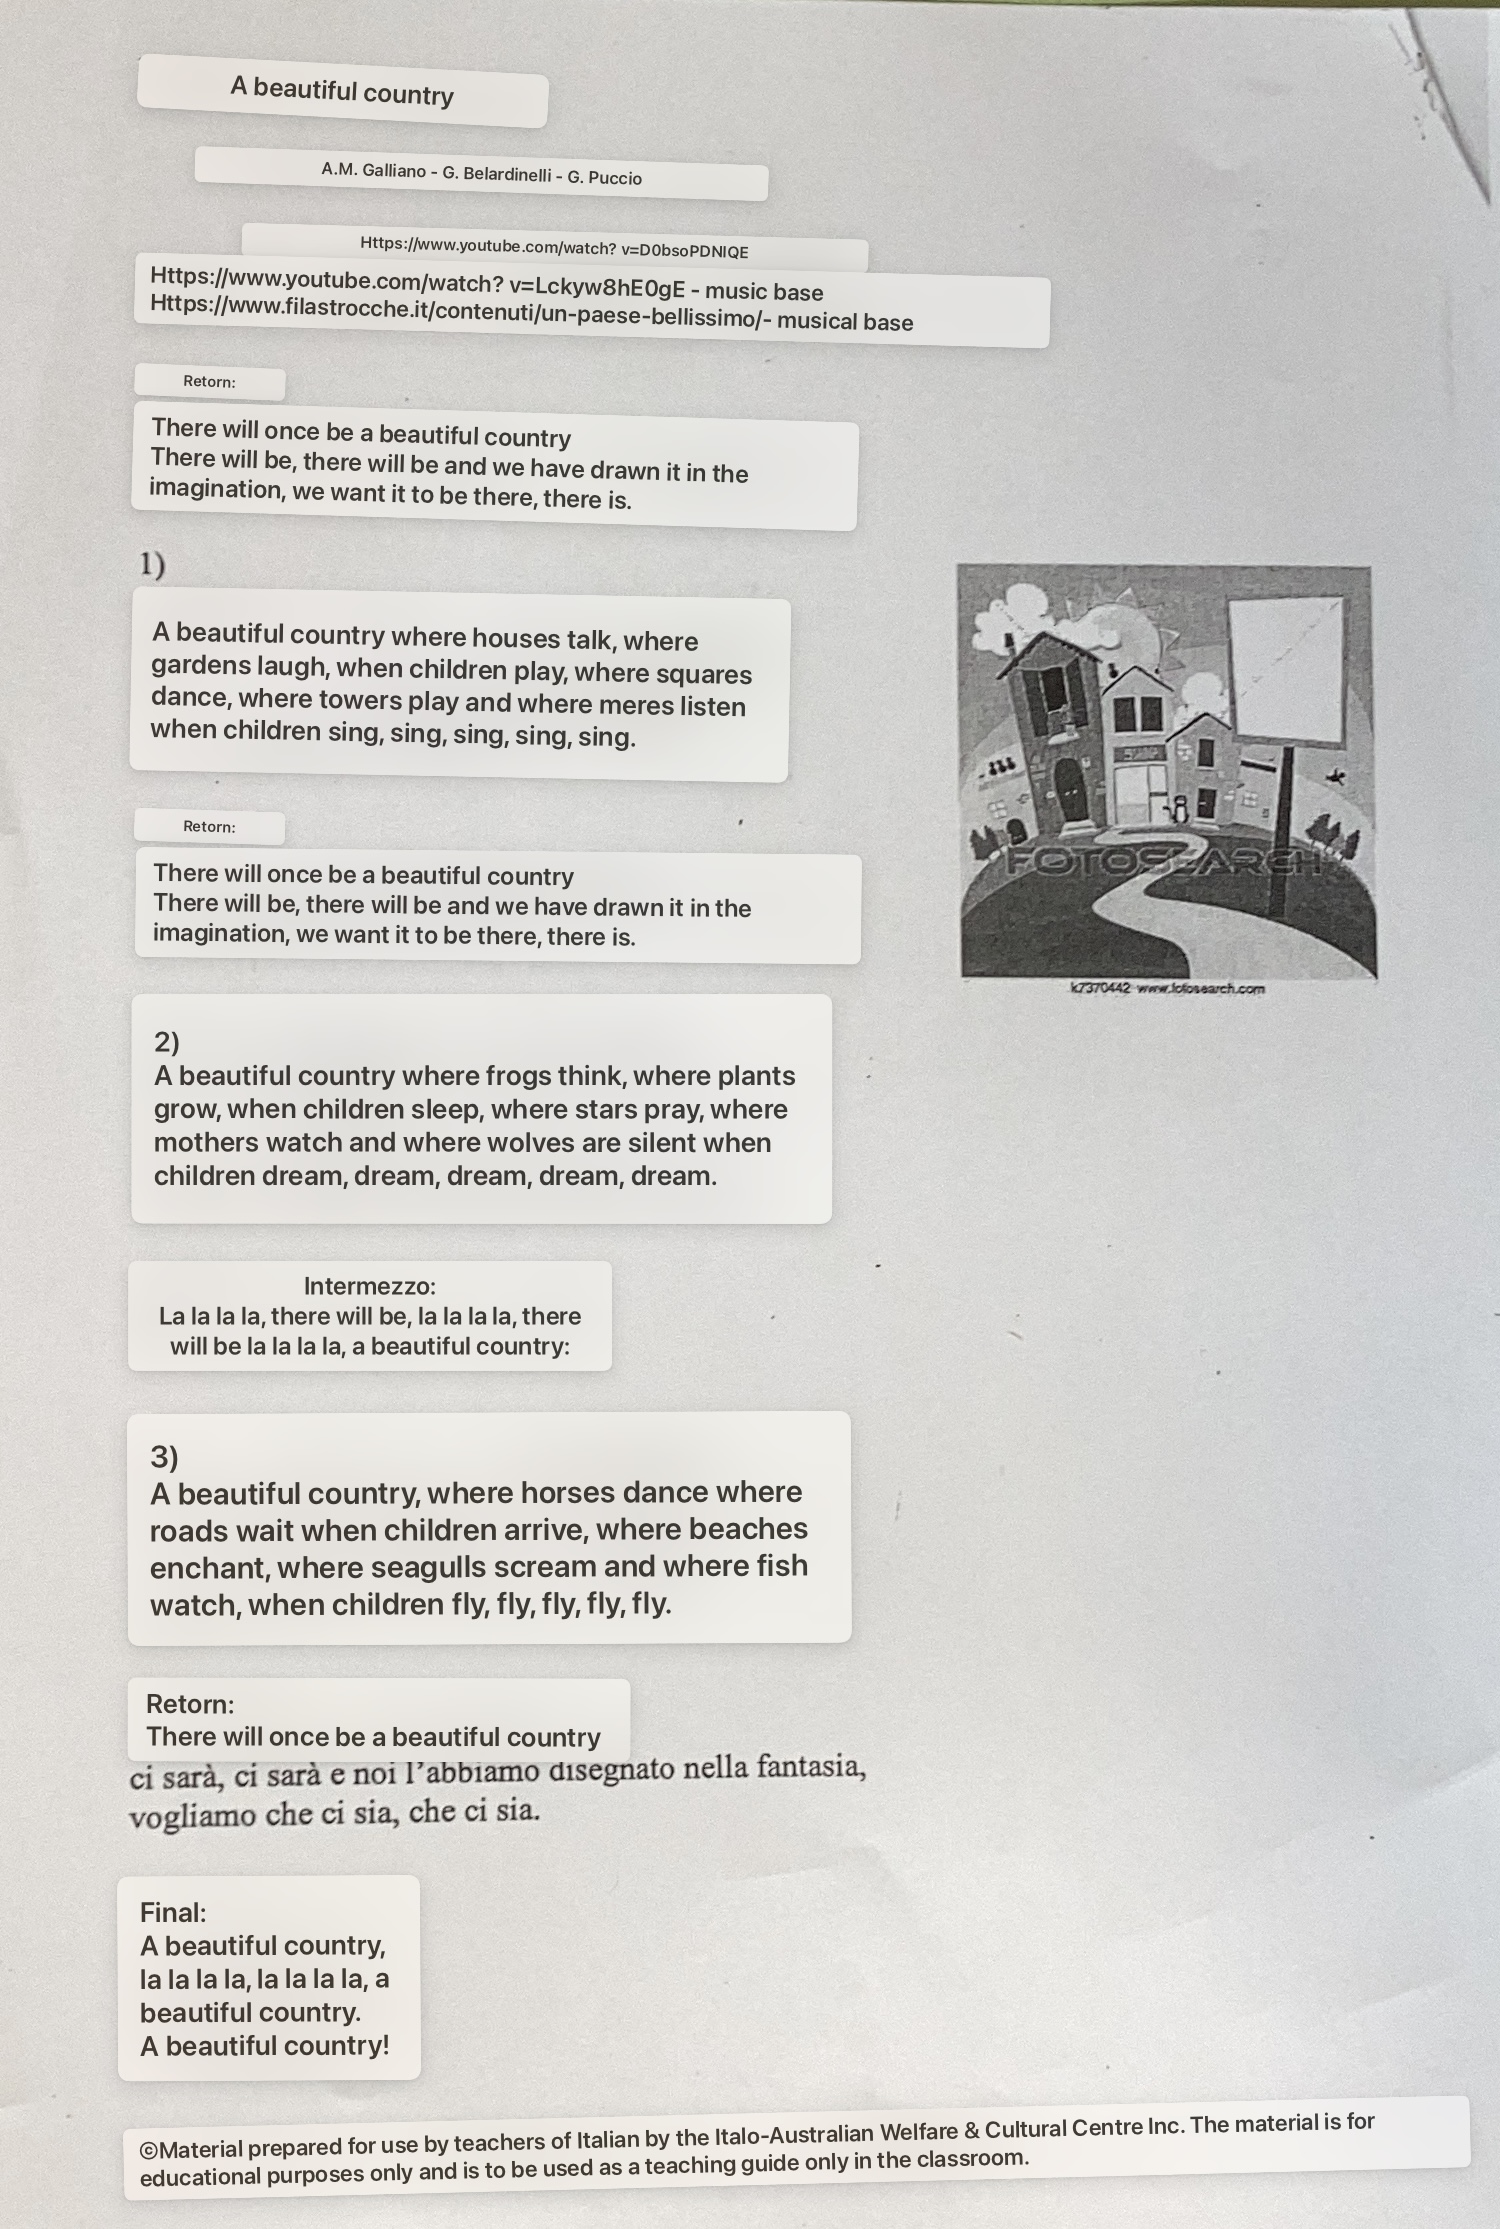 A beautiful country
A.M. Galliano - G. Belardinelli - G. Puccio
Https://www.youtube.com/watch? v=D0bsoPDNIQE
Https://www.youtube.com/watch? v=Lckyw8hE0gE - music base
Https://www.filastrocche.it/contenuti/un-paese-bellissimo/- musical base
Retorn:
There will once be a beautiful country
There will be, there will be and we have drawn it in the
imagination, we want it to be there, there is.
1)
A beautiful country where houses talk, where
gardens laugh, when children play, where squares
dance, where towers play and where meres listen
when children sing, sing, sing, sing, sing.
Retorn:
There will once be a beautiful country
There will be, there will be and we have drawn it in the
imagination, we want it to be there, there is.
FOTOSEARCH
k7370442 www.fotosearch.com
2)
A beautiful country where frogs think, where plants
grow, when children sleep, where stars pray, where
mothers watch and where wolves are silent when
children dream, dream, dream, dream, dream.
Intermezzo:
La la la la, there will be, la la la la, there
will be la la la la, a beautiful country:
3)
A beautiful country, where horses dance where
roads wait when children arrive, where beaches
enchant, where seagulls scream and where fish
watch, when children fly, fly, fly, fly, fly.
Retorn:
There will once be a beautiful country
ci sarà, ci sarà e noi l'abbiamo disegnato nella fantasia,
vogliamo che ci sia, che ci sia.
Final:
A beautiful country,
la la la la, la la la la, a
beautiful country.
A beautiful country!
©Material prepared for use by teachers of Italian by the Italo-Australian Welfare & Cultural Centre Inc. The material is for
educational purposes only and is to be used as a teaching guide only in the classroom.